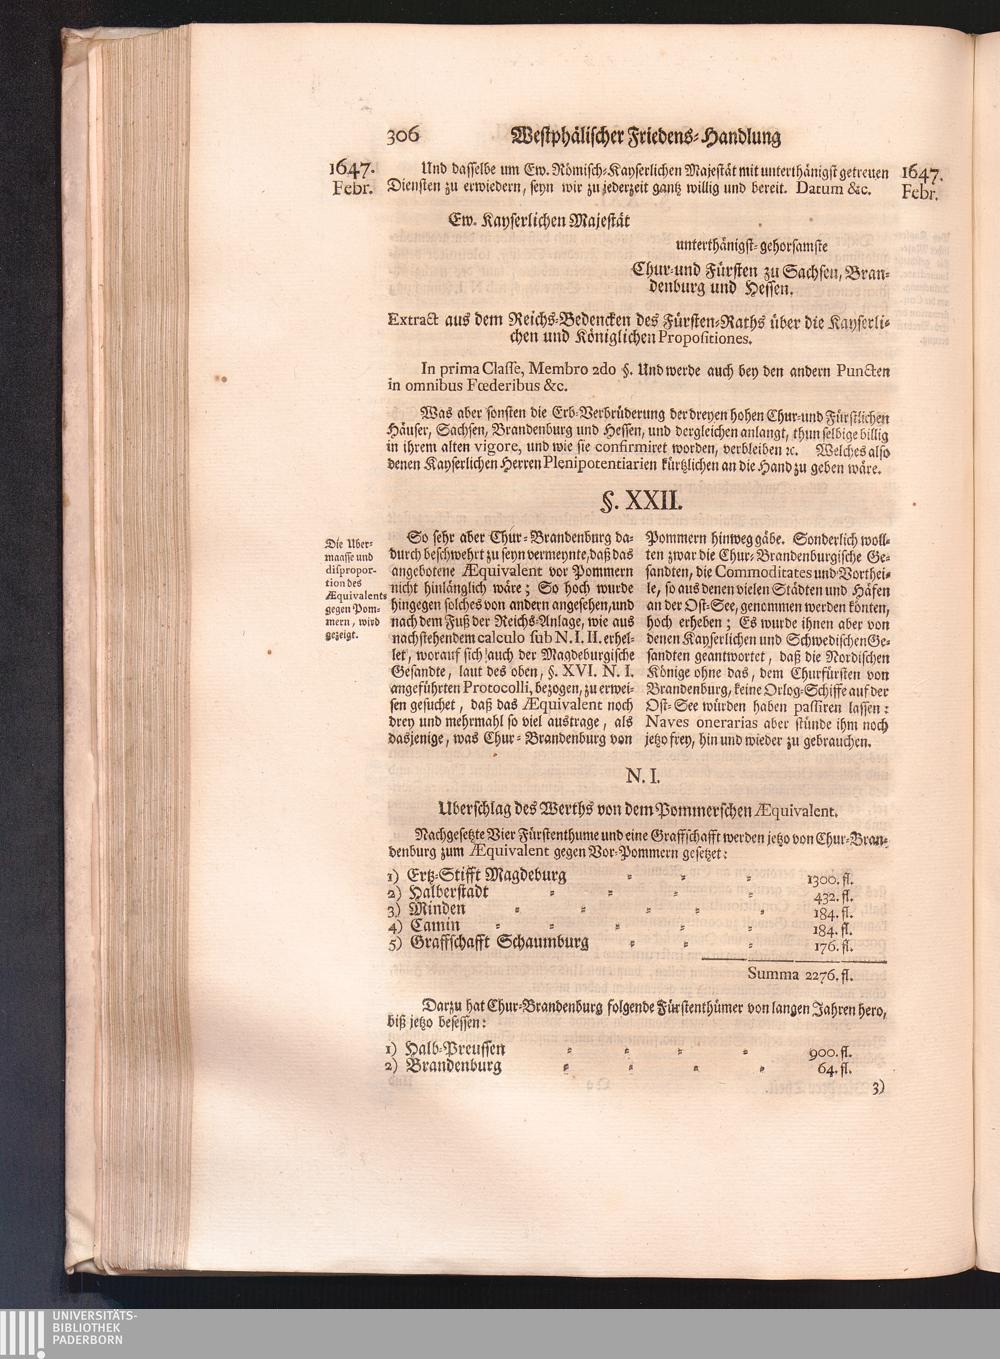 306 Westphälischer Friedens-Handlung
1647. Febr.
Und dasselbe um Ew. Römisch-Kayserlichen Majestät mit unterthänigst getreuen
Diensten zu erwiedern, seyn wir zu jederzeit gantz willig und bereit. Datum &c.
1647. Febr.
Ew. Kayserlichen Majestät
unterthänigst-gehorsamste
Chur-und Fürsten zu Sachsen, Bran-
denburg und Hessen.
Extract aus dem Reichs-Bedencken des Fürsten-Raths über die Kayserli-
chen und Königlichen Propositiones.
In prima Classe, Membro 2do §. Und werde auch bey den andern Puncten
in omnibus Fœderibus &c.
Was aber sonsten die Erb-Verbrüderung der dreyen hohen Chur-und Fürstlichen
Häuser, Sachsen, Brandenburg und Hessen, und dergleichen anlangt, thun selbige billig
in ihrem alten vigore, und wie sie confirmiret worden, verbleiben ꝛc. Welches also
denen Kayserlichen Herren Plenipotentiarien kürtzlichen an die Hand zu geben wäre.
§. XXII.
Die Uber-
maasse und
dispropor-
tion des
Æquivalents
gegen Pom-
mern, wird
gezeigt.
So sehr aber Chur-Brandenburg da-
durch beschwehrt zu seyn vermeynte, daß das
angebotene Æquivalent vor Pommern
nicht hinlänglich wäre; So hoch wurde
hingegen solches von andern angesehen, und
nach dem Fuß der Reichs-Anlage, wie aus
nachstehendem calculo sub N. I. II. erhel-
let, worauf sich auch der Magdeburgische
Gesandte, laut des oben, §. XVI. N. I.
angeführten Protocolli, bezogen, zu erwei-
sen gesuchet, daß das Æquivalent noch
drey und mehrmahl so viel austrage, als
dasjenige, was Chur-Brandenburg von
Pommern hinweg gäbe. Sonderlich woll-
ten zwar die Chur-Brandenburgische Ge-
sandten, die Commoditates und Vorthei-
le, so aus denen vielen Städten und Häfen
an der Ost-See, genommen werden könten,
hoch erheben; Es wurde ihnen aber von
denen Kayserlichen und Schwedischen Ge-
sandten geantwortet, daß die Nordischen
Könige ohne das, dem Churfürsten von
Brandenburg, keine Orlog-Schiffe auf der
Ost-See würden haben passiren lassen:
Naves onerarias aber stünde ihm noch
jetzo frey, hin und wieder zu gebrauchen.
N. I.
Uberschlag des Werths von dem Pommerschen Æquivalent.
Nachgesetzte Vier Fürstenthume und eine Graffschafft werden jetzo von Chur-Bran-
denburg zum Æquivalent gegen Vor-Pommern gesetzet:
1) Ertz-Stifft Magdeburg = = = 1300. fl.
2) Halberstadt = = = = 432. fl.
3) Minden = = = = = 184. fl.
4) Camin = = = = = 184. fl.
5) Graffschafft Schaumburg = = = 176. fl.
Summa 2276. fl.
Darzu hat Chur-Brandenburg folgende Fürstenthümer von langen Jahren hero,
biß jetzo besessen:
1) Halb-Preussen = = = = 900. fl.
2) Brandenburg = = = = 64. fl.
3)
UNIVERSITÄTS-
BIBLIOTHEK
PADERBORN